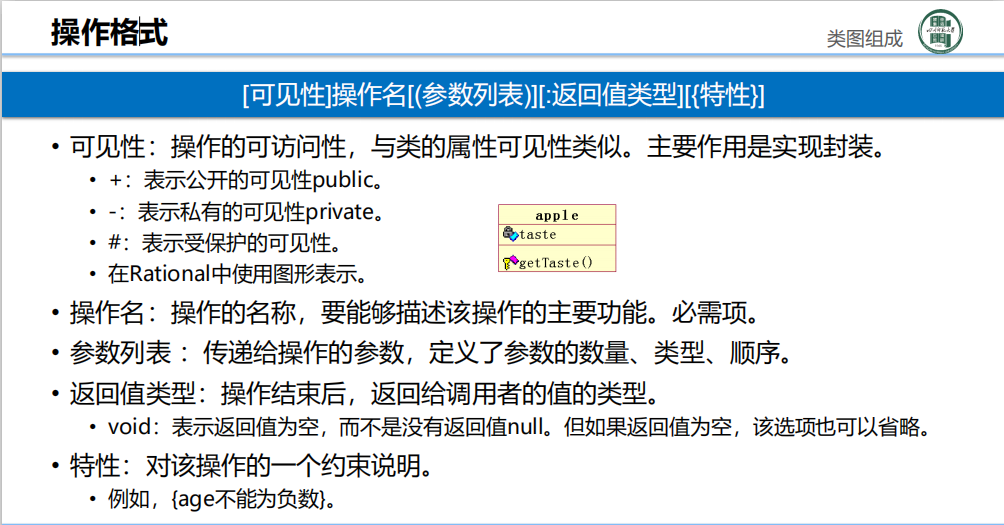 操作格式
类图组成
[可见性]操作名[(参数列表)][:返回值类型][{特性}]
• 可见性：操作的可访问性，与类的属性可见性类似。主要作用是实现封装。
• +：表示公开的可见性public。
• -：表示私有的可见性private。
• #：表示受保护的可见性。
• 在Rational中使用图形表示。
apple
taste
getTaste()
• 操作名：操作的名称，要能够描述该操作的主要功能。必需项。
• 参数列表 ：传递给操作的参数，定义了参数的数量、类型、顺序。
• 返回值类型：操作结束后，返回给调用者的值的类型。
• void：表示返回值为空，而不是没有返回值null。但如果返回值为空，该选项也可以省略。
• 特性：对该操作的一个约束说明。
• 例如，{age不能为负数}。